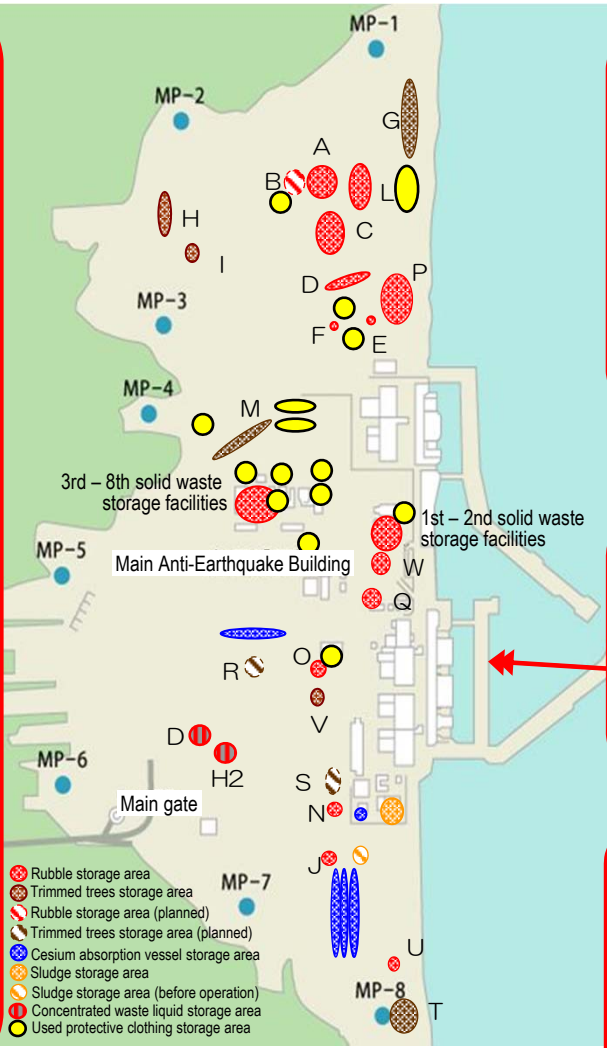 MP-1
MP-2
G
A
B
L
H
C
I
D
P
MP-3
F
E
MP-4
M
3rd – 8th solid waste
storage facilities
1st – 2nd solid waste
storage facilities
MP-5
Main Anti-Earthquake Building
W
Q
O
R
V
D
H2
MP-6
S
Main gate
N
J
Rubble storage area
Trimmed trees storage area
Rubble storage area (planned)
Trimmed trees storage area (planned)
Cesium absorption vessel storage area
Sludge storage area
Sludge storage area (before operation)
Concentrated waste liquid storage area
Used protective clothing storage area
MP-7
U
MP-8
T